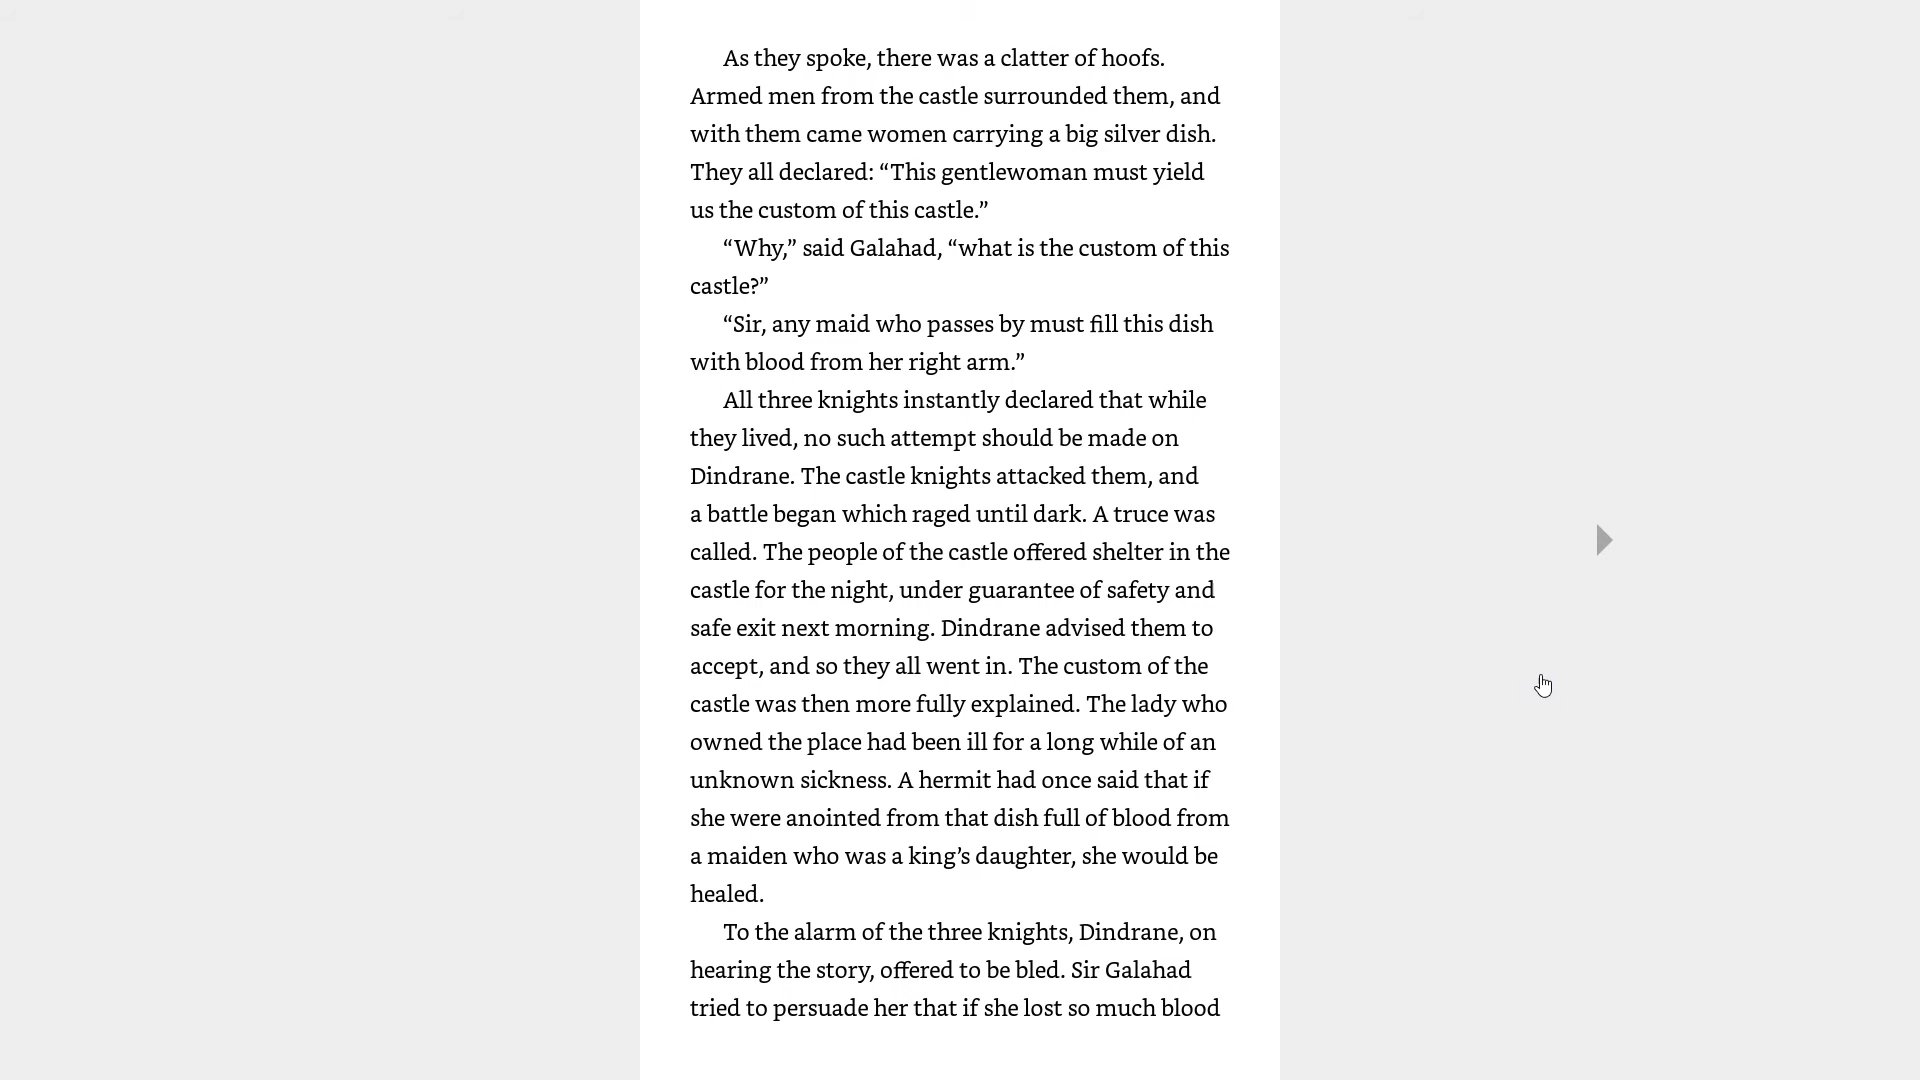 As they spoke, there was a clatter of hoofs.
Armed men from the castle surrounded them, and
with them came women carrying a big silver dish.
They all declared: “This gentlewoman must yield
us the custom of this castle.”
“Why,” said Galahad, “what is the custom of this
castle?”
“Sir, any maid who passes by must fill this dish
with blood from her right arm.”
All three knights instantly declared that while
they lived, no such attempt should be made on
Dindrane. The castle knights attacked them, and
a battle began which raged until dark. A truce was
called. The people of the castle offered shelter in the
castle for the night, under guarantee of safety and
safe exit next morning. Dindrane advised them to
accept, and so they all went in. The custom of the
castle was then more fully explained. The lady who
owned the place had been ill for a long while of an
unknown sickness. A hermit had once said that if
she were anointed from that dish full of blood from
a maiden who was a king’s daughter, she would be
healed.
To the alarm of the three knights, Dindrane, on
hearing the story, offered to be bled. Sir Galahad
tried to persuade her that if she lost so much blood